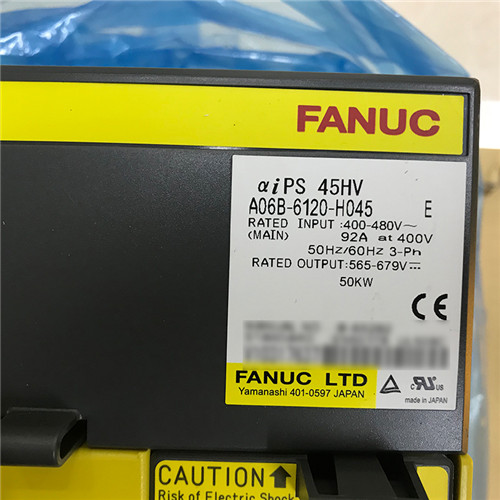 FANUC
αiPS 45HV
A06B-6120-H045 E
RATED INPUT:400-480V~
(MAIN) 92A at 400V
50Hz/60Hz 3-Ph
RATED OUTPUT:565-679V⎓
50KW
CE
FANUC LTD
Yamanashi 401-0597 JAPAN
c RU US
MADE IN JAPAN
CAUTION
Risk of Electric Shock